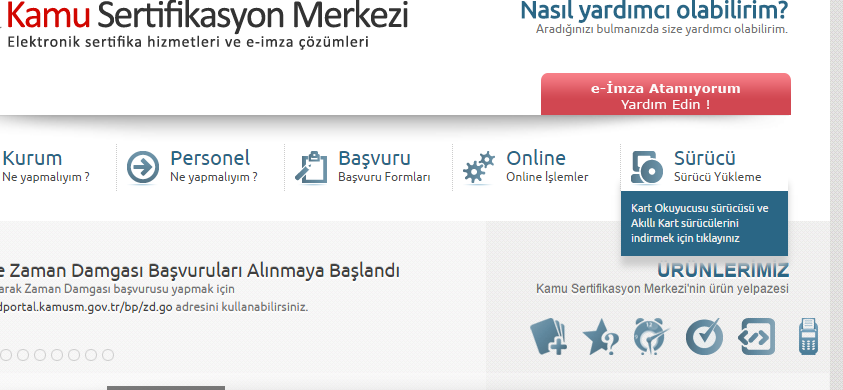 Kamu Sertifikasyon Merkezi
Elektronik sertifika hizmetleri ve e-imza çözümleri
Nasıl yardımcı olabilirim?
Aradığınızı bulmanızda size yardımcı olabilirim.
e-İmza Atamıyorum
Yardım Edin !
Kurum
Ne yapmalıyım ?
Personel
Ne yapmalıyım ?
Başvuru
Başvuru Formları
Online
Online İşlemler
Sürücü
Sürücü Yükleme
Kart Okuyucusu sürücüsü ve
Akıllı Kart sürücülerini
indirmek için tıklayınız
e Zaman Damgası Başvuruları Alınmaya Başlandı
arak Zaman Damgası başvurusu yapmak için
dportal.kamusm.gov.tr/bp/zd.go adresini kullanabilirsiniz.
ÜRÜNLERİMİZ
Kamu Sertifikasyon Merkezi'nin ürün yelpazesi